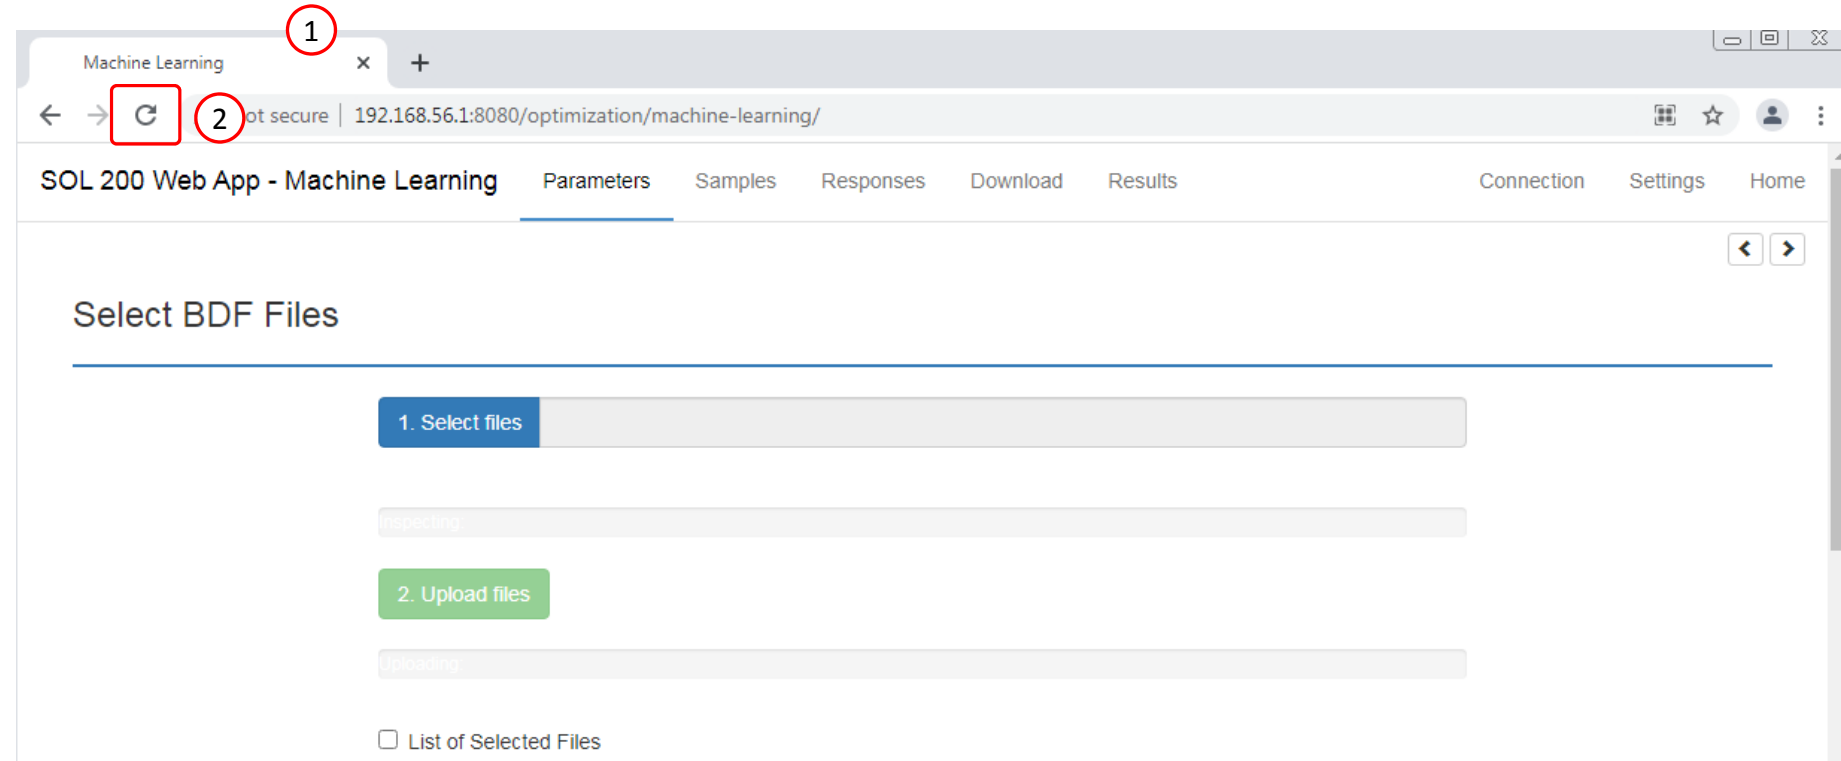 1
Machine Learning
2 ot secure | 192.168.56.1:8080/optimization/machine-learning/
SOL 200 Web App - Machine Learning Parameters Samples Responses Download Results Connection Settings Home
Select BDF Files
1. Select files
Inspecting:
2. Upload files
Uploading:
List of Selected Files